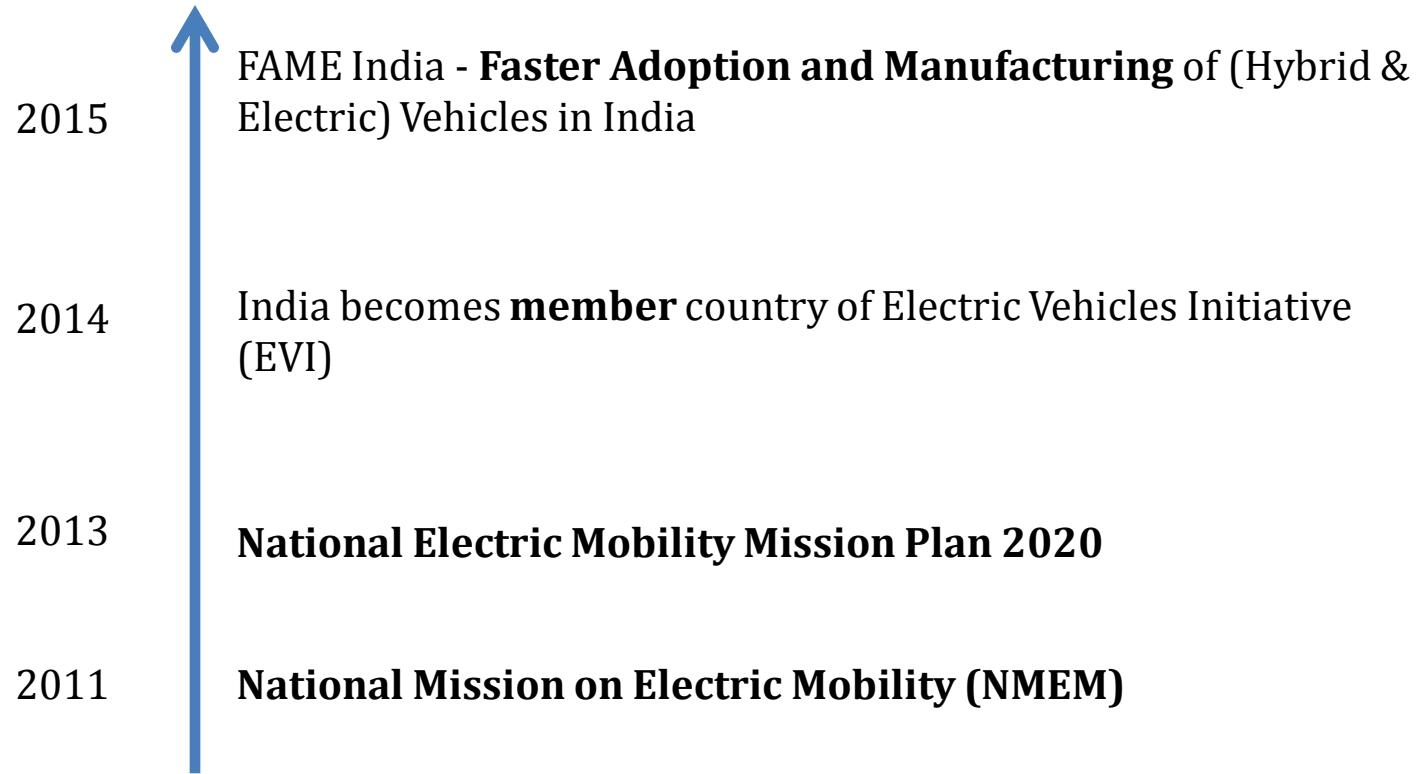 2015
FAME India - Faster Adoption and Manufacturing of (Hybrid &
Electric) Vehicles in India
2014
India becomes member country of Electric Vehicles Initiative
(EVI)
2013
National Electric Mobility Mission Plan 2020
2011
National Mission on Electric Mobility (NMEM)